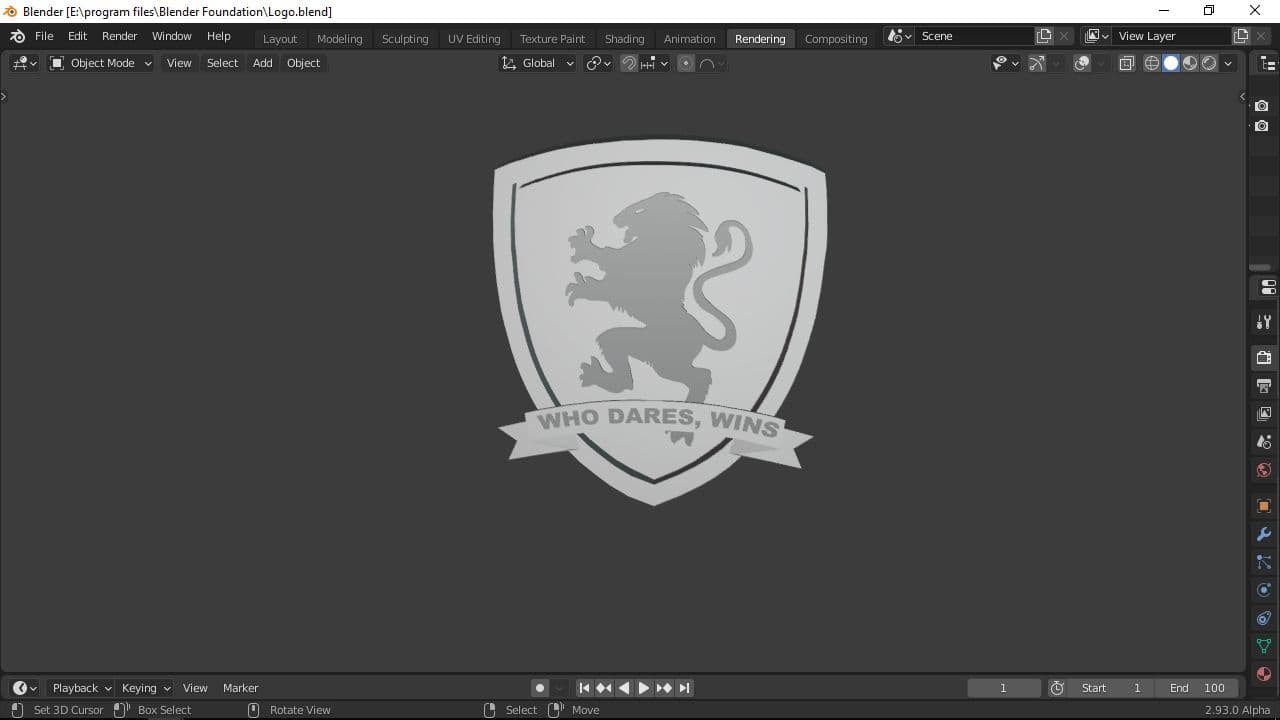 Blender [E:\program files\Blender Foundation\Logo.blend]
File Edit Render Window Help Layout Modeling Sculpting UV Editing Texture Paint Shading Animation Rendering Compositing Scene View Layer
Object Mode View Select Add Object Global
WHO DARES, WINS
Playback Keying View Marker 1 Start 1 End 100
Set 3D Cursor Box Select Rotate View Select Move 2.93.0 Alpha